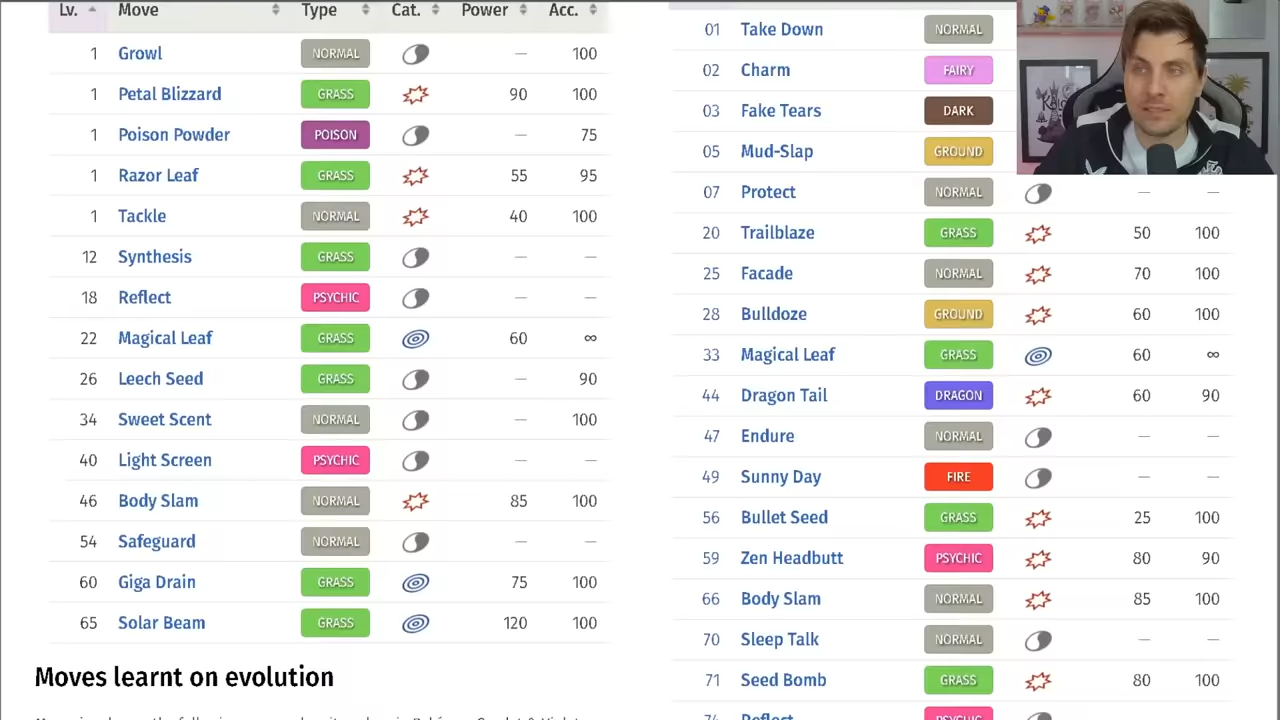 Lv. Move Type Cat. Power Acc.
1 Growl NORMAL — 100
1 Petal Blizzard GRASS 90 100
1 Poison Powder POISON — 75
1 Razor Leaf GRASS 55 95
1 Tackle NORMAL 40 100
12 Synthesis GRASS — —
18 Reflect PSYCHIC — —
22 Magical Leaf GRASS 60 ∞
26 Leech Seed GRASS — 90
34 Sweet Scent NORMAL — 100
40 Light Screen PSYCHIC — —
46 Body Slam NORMAL 85 100
54 Safeguard NORMAL — —
60 Giga Drain GRASS 75 100
65 Solar Beam GRASS 120 100
Moves learnt on evolution
01 Take Down NORMAL
02 Charm FAIRY
03 Fake Tears DARK
05 Mud-Slap GROUND
07 Protect NORMAL — —
20 Trailblaze GRASS 50 100
25 Facade NORMAL 70 100
28 Bulldoze GROUND 60 100
33 Magical Leaf GRASS 60 ∞
44 Dragon Tail DRAGON 60 90
47 Endure NORMAL — —
49 Sunny Day FIRE — —
56 Bullet Seed GRASS 25 100
59 Zen Headbutt PSYCHIC 80 90
66 Body Slam NORMAL 85 100
70 Sleep Talk NORMAL — —
71 Seed Bomb GRASS 80 100
74 Reflect PSYCHIC